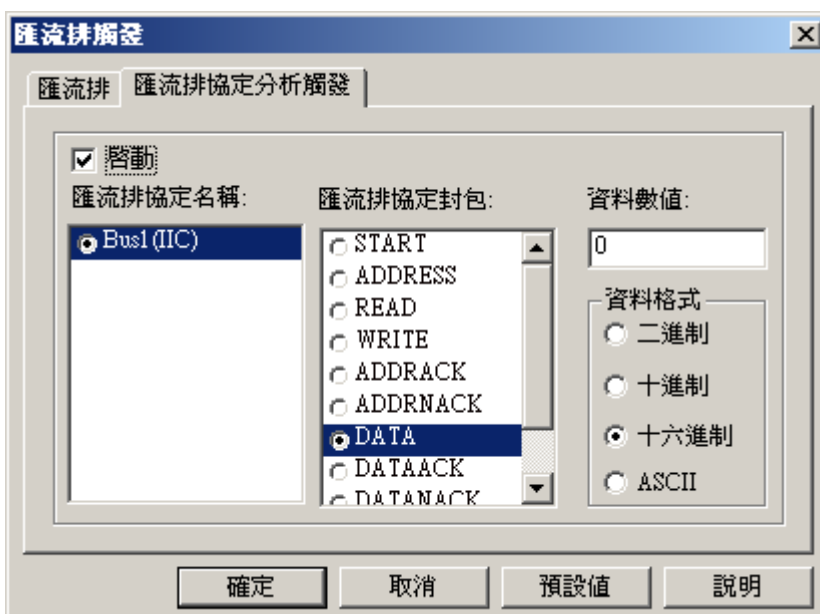 匯流排觸發
匯流排
匯流排協定分析觸發
啓動
匯流排協定名稱:
匯流排協定封包:
資料數值:
Bus1(IIC)
START
ADDRESS
READ
WRITE
ADDRACK
ADDRNACK
DATA
DATAACK
DATANACK
0
資料格式
二進制
十進制
十六進制
ASCII
確定
取消
預設值
說明